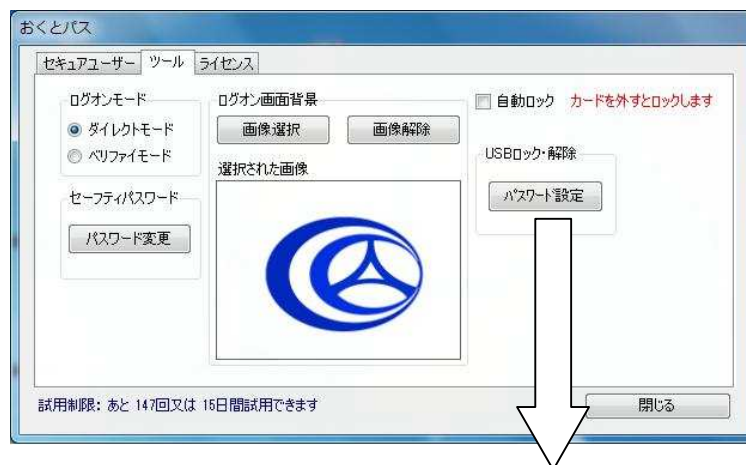 おくとパス
セキュアユーザー ツール ライセンス
ログオンモード
ダイレクトモード
ベリファイモード
セーフティパスワード
パスワード変更
ログオン画面背景
画像選択 画像解除
選択された画像
自動ロック カードを外すとロックします
USBロック・解除
パスワード設定
試用制限: あと 147回又は 15日間試用できます
閉じる